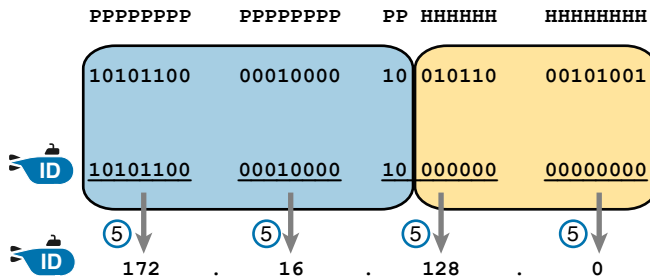 PPPPPPPP PPPPPPPP PP HHHHHH HHHHHHHH
10101100 00010000 10 010110 00101001
ID 10101100 00010000 10 000000 00000000
5 5 5 5
ID 172 . 16 . 128 . 0